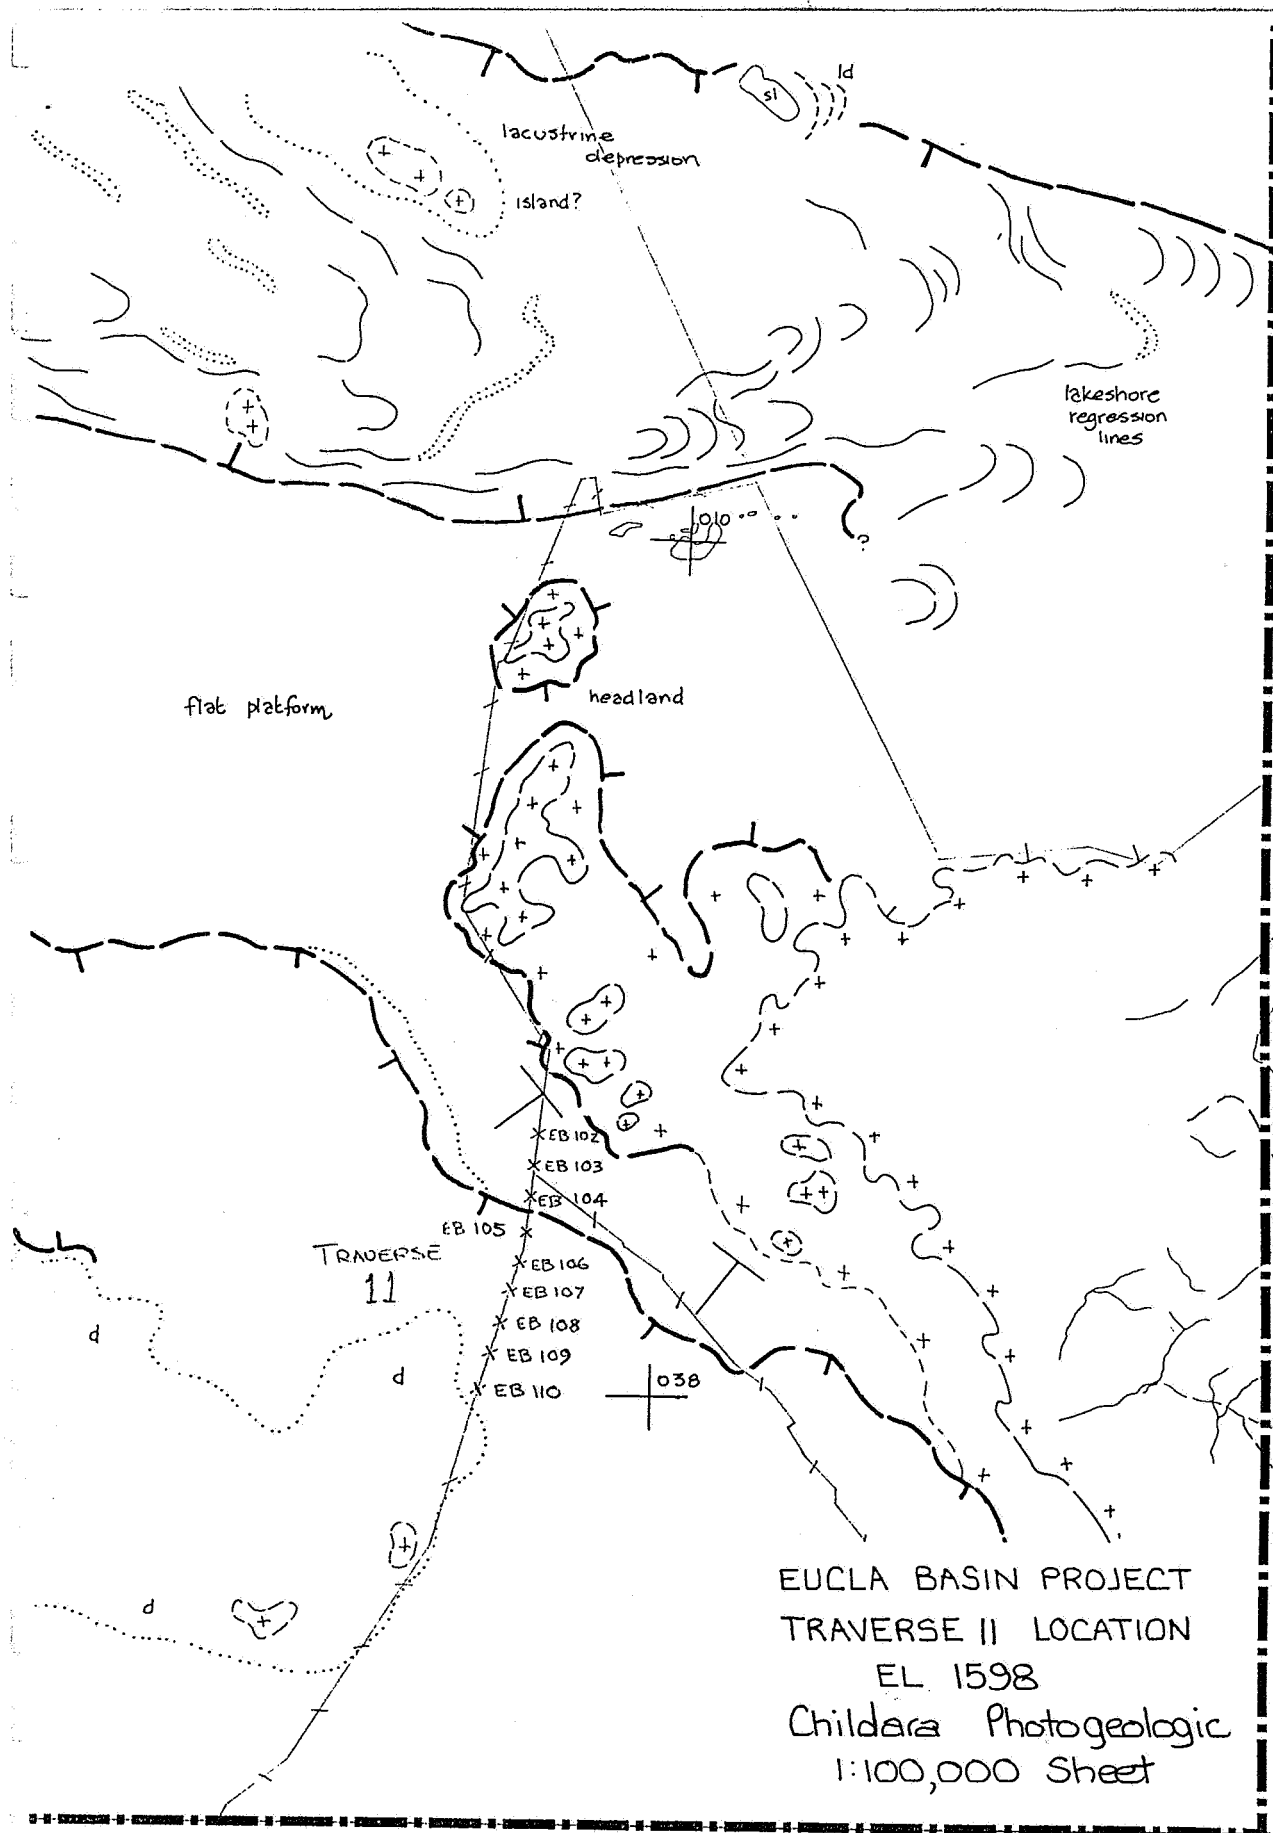 ld
sl
lacustrine
depression
island?
lakeshore
regression
lines
010
?
headland
flat platform
EB 102
EB 103
EB 104
EB 105
TRAVERSE
11
EB 106
EB 107
EB 108
EB 109
EB 110
d
d
038
d
EUCLA BASIN PROJECT
TRAVERSE 11 LOCATION
EL 1598
Childara Photogeologic
1:100,000 Sheet